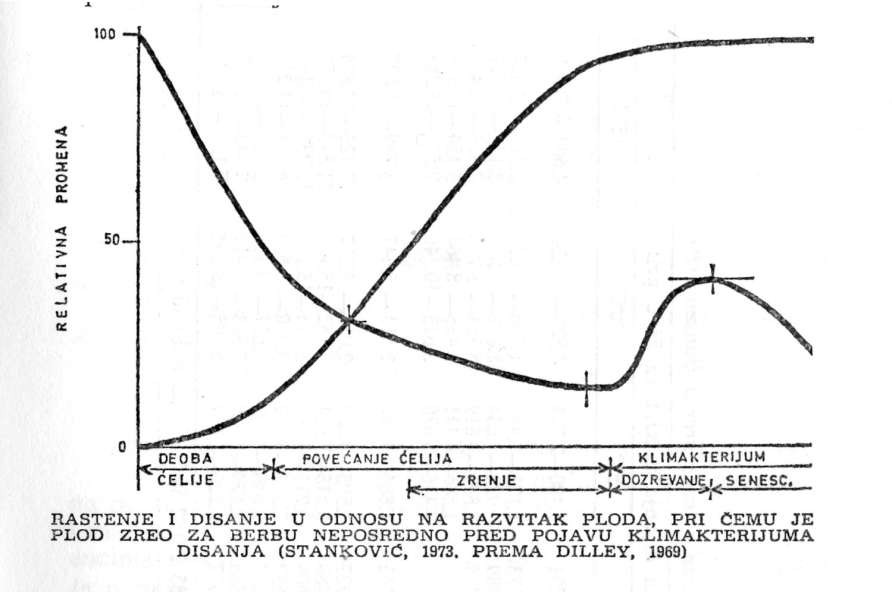 100
50
0
RELATIVNA PROMENA
DEOBA
ĆELIJE
POVEĆANJE ĆELIJA
KLIMAKTERIJUM
ZRENJE
DOZREVANJE
SENESC.
RASTENJE I DISANJE U ODNOSU NA RAZVITAK PLODA, PRI ČEMU JE
PLOD ZREO ZA BERBU NEPOSREDNO PRED POJAVU KLIMAKTERIJUMA
DISANJA (STANKOVIĆ, 1973. PREMA DILLEY, 1969)